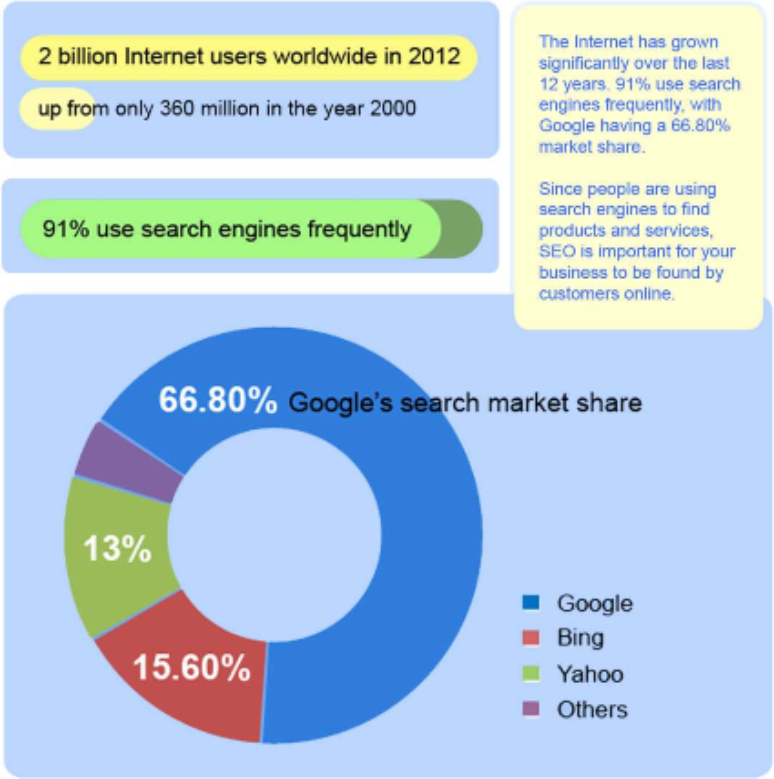 2 billion Internet users worldwide in 2012
up from only 360 million in the year 2000
91% use search engines frequently
The Internet has grown
significantly over the last
12 years. 91% use search
engines frequently, with
Google having a 66.80%
market share.
Since people are using
search engines to find
products and services,
SEO is important for your
business to be found by
customers online.
66.80% Google's search market share
13%
15.60%
Google
Bing
Yahoo
Others